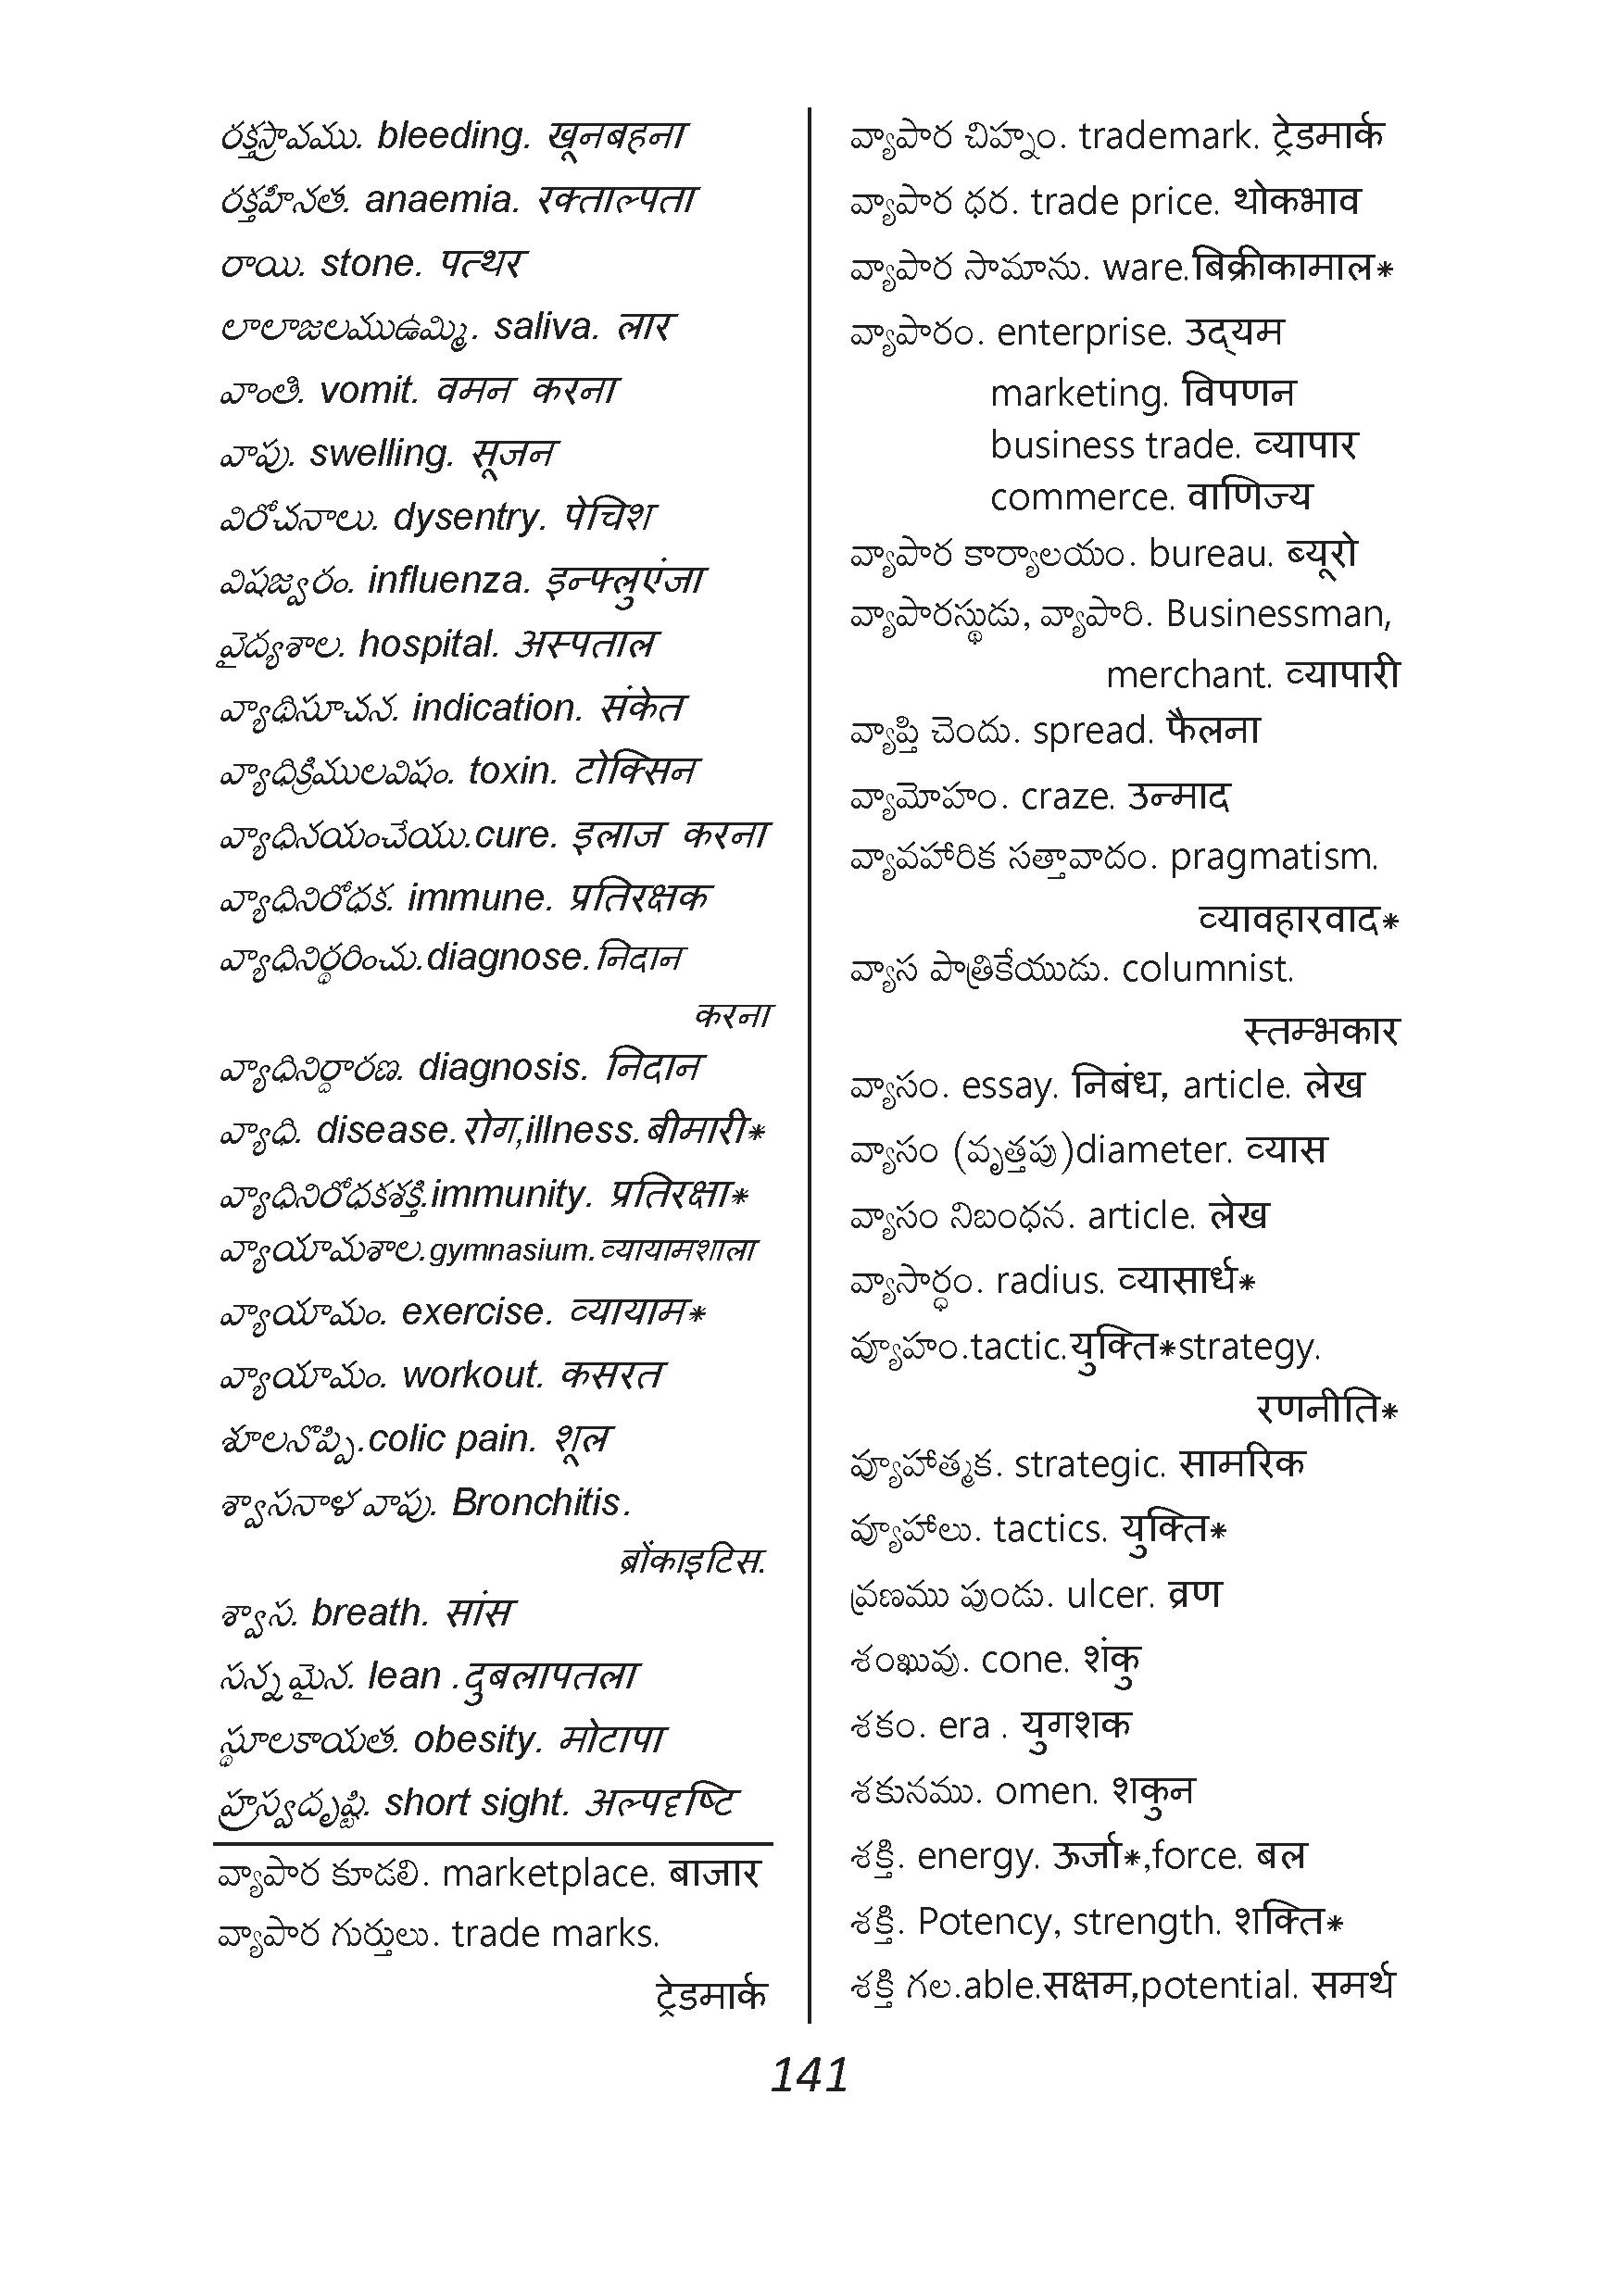 రక్తస్రావము. bleeding. खूनबहना
రక్తహీనత. anaemia. रक्ताल्पता
రాయి. stone. पत्थर
లాలాజలముఉమ్మి. saliva. लार
వాంతి. vomit. वमन करना
వాపు. swelling. सूजन
విరోచనాలు. dysentry. पेचिश
విషజ్వరం. influenza. इन्फ्लुएंजा
వైద్యశాల. hospital. अस्पताल
వ్యాధిసూచన. indication. संकेत
వ్యాధిక్రిములవిషం. toxin. टोक्सिन
వ్యాధినయంచేయు.cure. इलाज करना
వ్యాధినిరోధక. immune. प्रतिरक्षक
వ్యాధినిర్థరించు.diagnose.निदान
करना
వ్యాధినిర్దారణ. diagnosis. निदान
వ్యాధి. disease.रोग,illness.बीमारी*
వ్యాధినిరోధకశక్తి.immunity. प्रतिरक्षा*
వ్యాయామశాల.gymnasium.व्यायामशाला
వ్యాయామం. exercise. व्यायाम*
వ్యాయామం. workout. कसरत
శూలనొప్పి.colic pain. शूल
శ్వాసనాళ వాపు. Bronchitis.
ब्रोंकाइटिस.
శ్వాస. breath. सांस
సన్నమైన. lean .दुबलापतला
స్థూలకాయత. obesity. मोटापा
హ్రస్వదృష్టి. short sight. अल्पदृष्टि
వ్యాపార కూడలి. marketplace. बाजार
వ్యాపార గుర్తులు. trade marks.
ट्रेडमार्क
వ్యాపార చిహ్నం. trademark. ट्रेडमार्क
వ్యాపార ధర. trade price. थोकभाव
వ్యాపార సామాను. ware.बिक्रीकामाल*
వ్యాపారం. enterprise. उद्यम
marketing. विपणन
business trade. व्यापार
commerce. वाणिज्य
వ్యాపార కార్యాలయం. bureau. ब्यूरो
వ్యాపారస్థుడు, వ్యాపారి. Businessman,
merchant. व्यापारी
వ్యాప్తి చెందు. spread. फैलना
వ్యామోహం. craze. उन्माद
వ్యావహారిక సత్తావాదం. pragmatism.
व्यावहारवाद*
వ్యాస పాత్రికేయుడు. columnist.
स्तम्भकार
వ్యాసం. essay. निबंध, article. लेख
వ్యాసం (వృత్తపు)diameter. व्यास
వ్యాసం నిబంధన. article. लेख
వ్యాసార్ధం. radius. व्यासार्ध*
వ్యూహం.tactic.युक्ति*strategy.
रणनीति*
వ్యూహాత్మక. strategic. सामरिक
వ్యూహాలు. tactics. युक्ति*
వ్రణము పుండు. ulcer. व्रण
శంఖువు. cone. शंकु
శకం. era . युगशक
శకునము. omen. शकुन
శక్తి. energy. ऊर्जा*,force. बल
శక్తి. Potency, strength. शक्ति*
శక్తి గల.able.सक्षम,potential. समर्थ
141